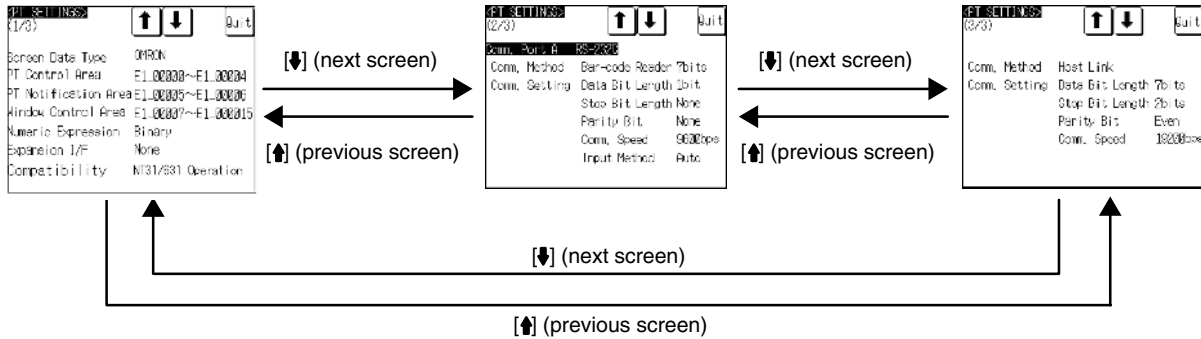 <PT SETTINGS>
(1/3)
Quit
Screen Data Type OMRON
PT Control Area E1_00000~E1_00004
PT Notification Area E1_00005~E1_00006
Window Control Area E1_00007~E1_000015
Numeric Expression Binary
Expansion I/F None
Compatibility NT31/631 Operation
[⬇] (next screen)
[⬆] (previous screen)
<PT SETTINGS>
(2/3)
Quit
Comm. Port A RS-232C
Comm. Method Bar-code Reader 7bits
Comm. Setting Data Bit Length 1bit
Stop Bit Length None
Parity Bit None
Comm. Speed 9600bps
Input Method Auto
[⬇] (next screen)
[⬆] (previous screen)
<PT SETTINGS>
(3/3)
Quit
Comm. Method Host Link
Comm. Setting Data Bit Length 7bits
Stop Bit Length 2bits
Parity Bit Even
Comm. Speed 19200bps
[⬇] (next screen)
[⬆] (previous screen)